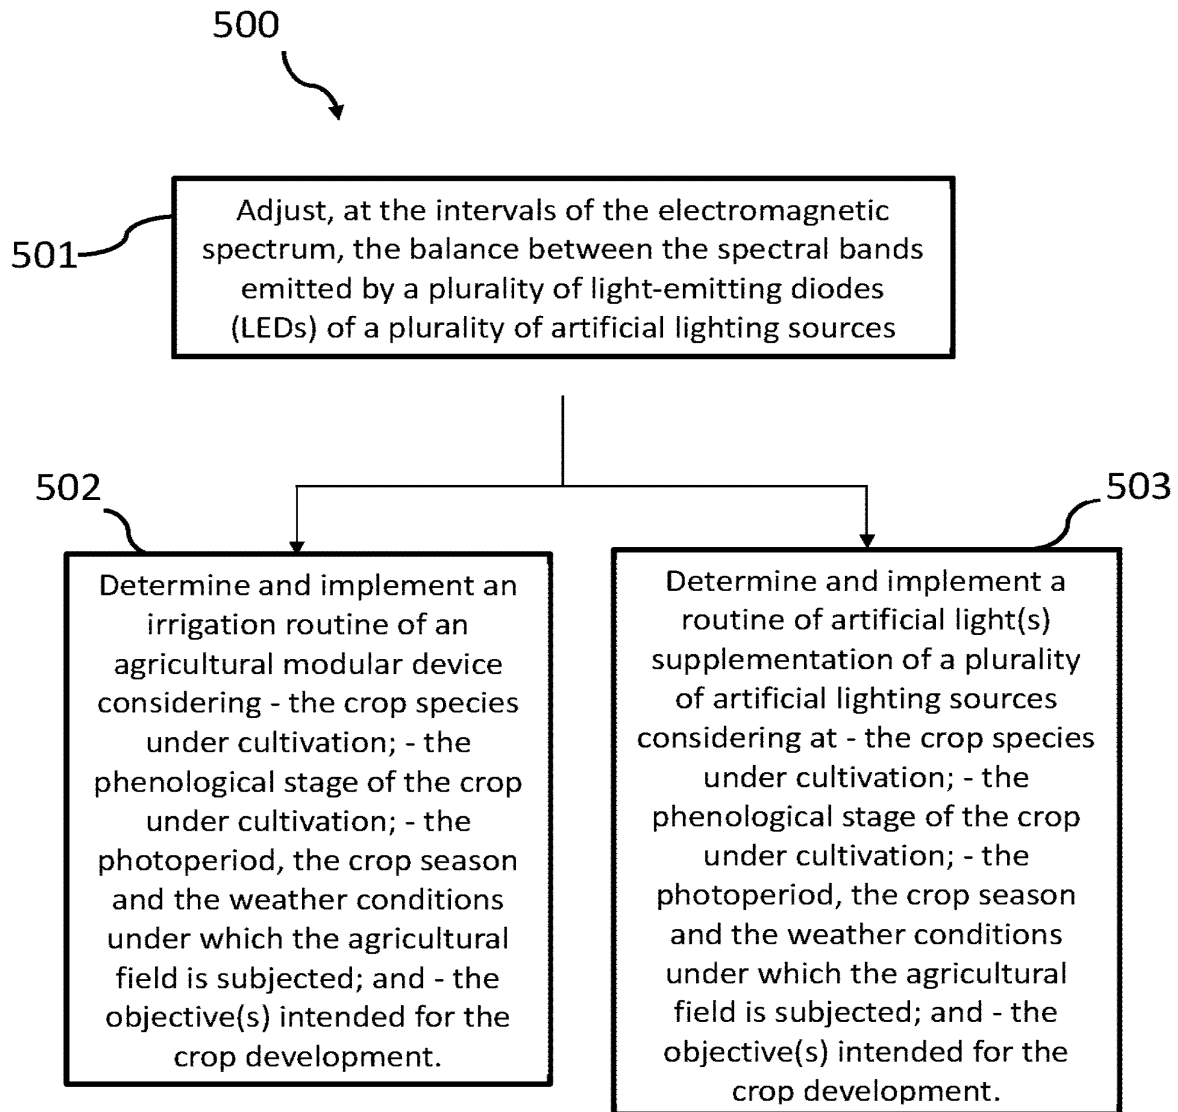 500
501
Adjust, at the intervals of the electromagnetic
spectrum, the balance between the spectral bands
emitted by a plurality of light-emitting diodes
(LEDs) of a plurality of artificial lighting sources
502
Determine and implement an
irrigation routine of an
agricultural modular device
considering - the crop species
under cultivation; - the
phenological stage of the crop
under cultivation; - the
photoperiod, the crop season
and the weather conditions
under which the agricultural
field is subjected; and - the
objective(s) intended for the
crop development.
503
Determine and implement a
routine of artificial light(s)
supplementation of a plurality
of artificial lighting sources
considering at - the crop species
under cultivation; - the
phenological stage of the crop
under cultivation; - the
photoperiod, the crop season
and the weather conditions
under which the agricultural
field is subjected; and - the
objective(s) intended for the
crop development.